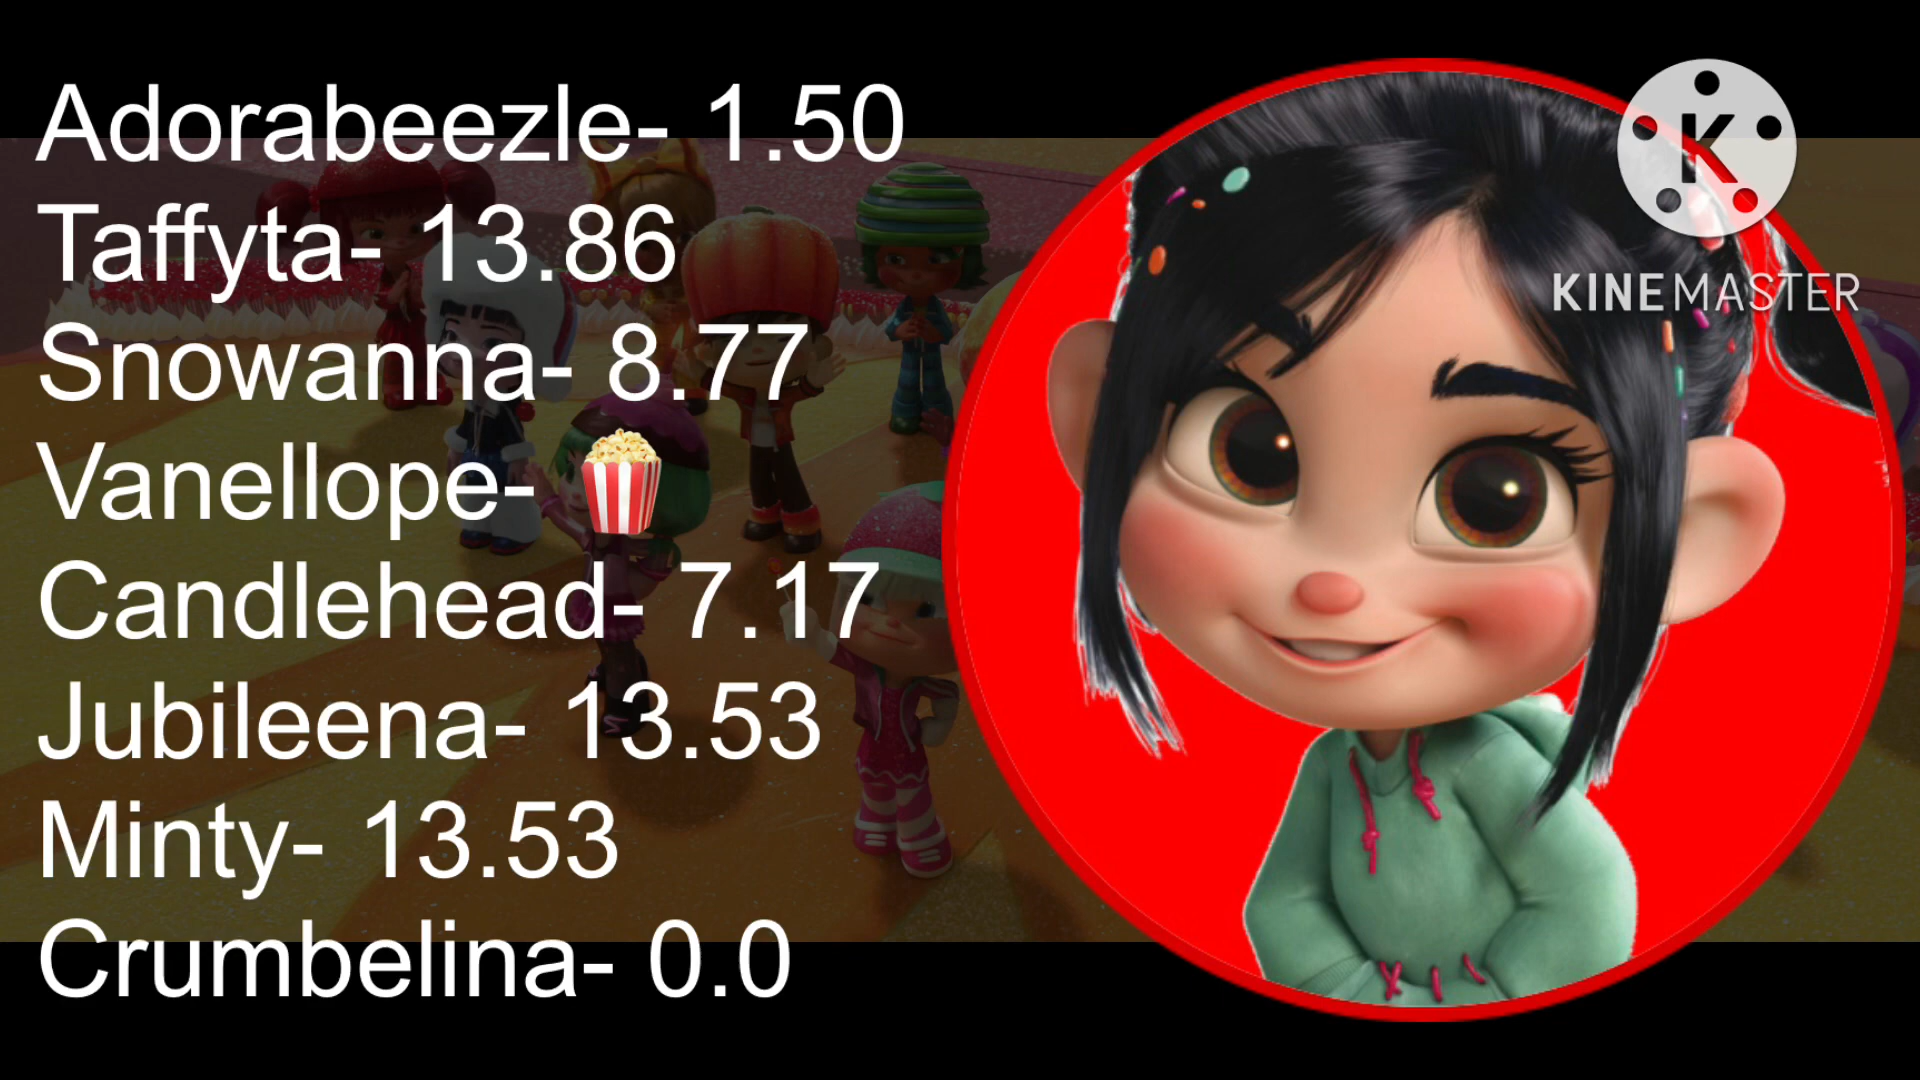 Adorabeezle- 1.50
Taffyta- 13.86
Snowanna- 8.77
Vanellope- 🍿
Candlehead- 7.17
Jubileena- 13.53
Minty- 13.53
Crumbelina- 0.0
K
KINEMASTER